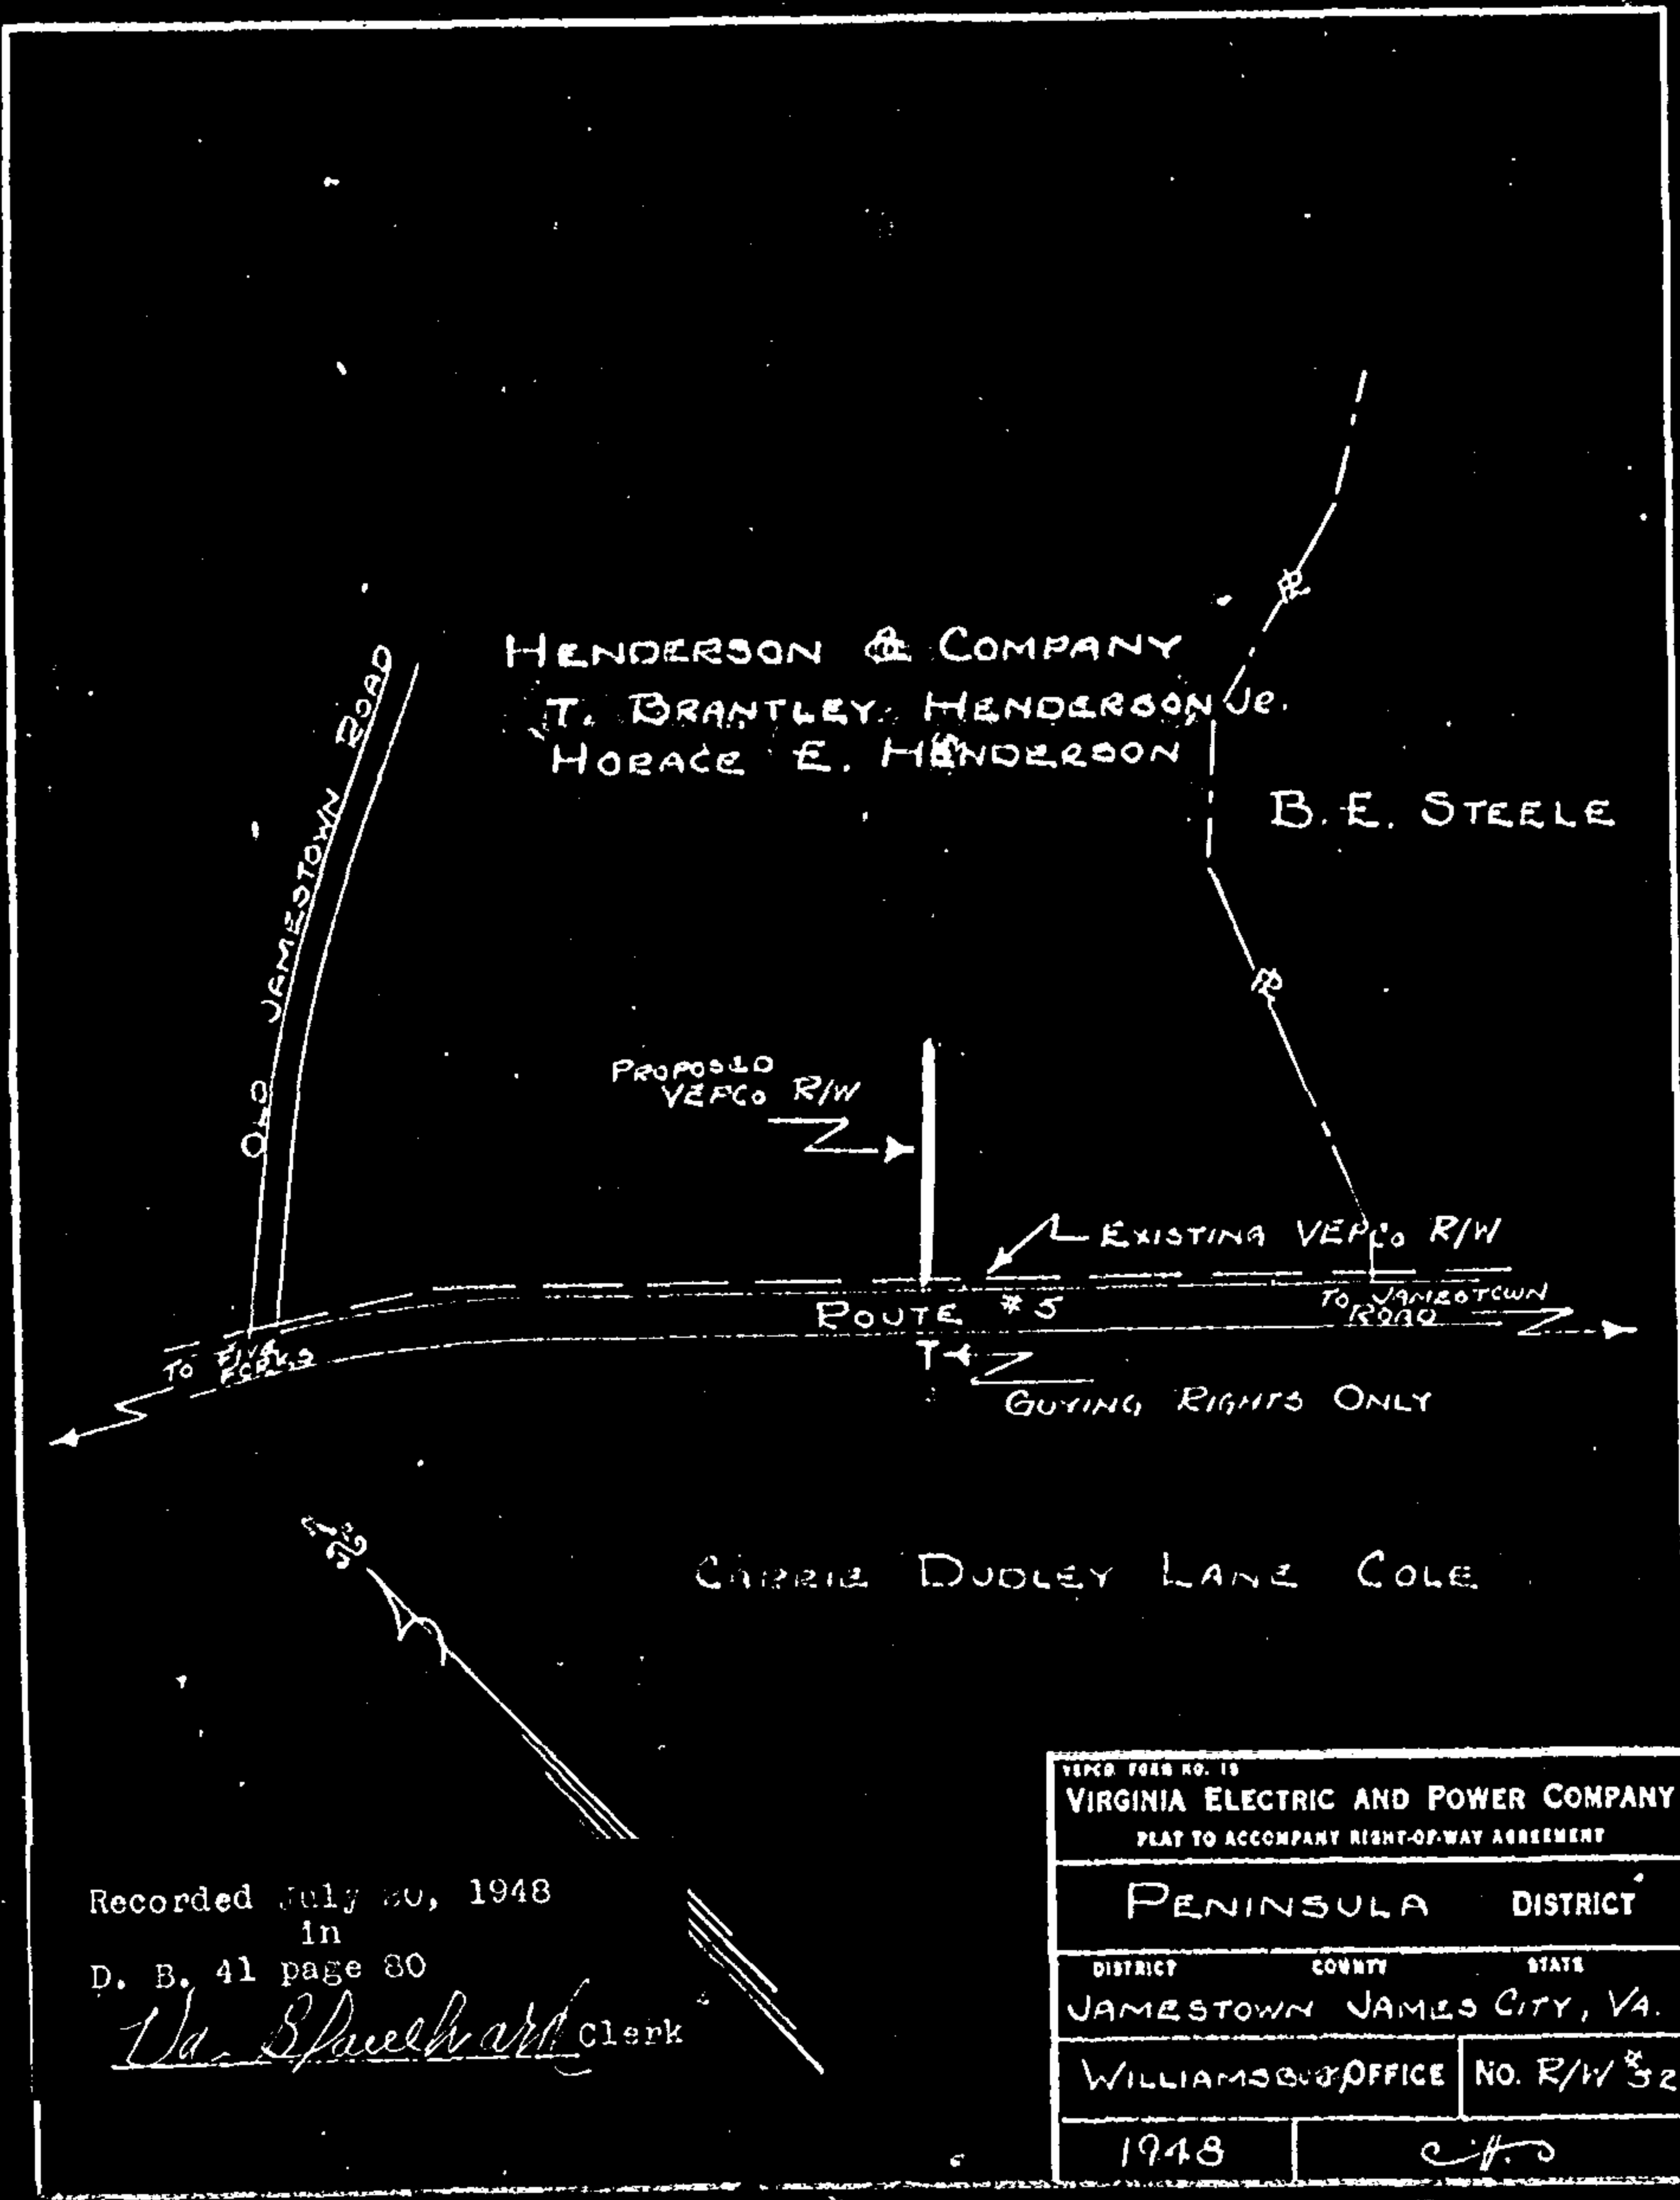 HENDERSON & COMPANY
T. BRANTLEY HENDERSON, JR.
HORACE E. HENDERSON
B. E. STEELE
OLD JAMESTOWN ROAD
PROPOSED
VEPCO R/W
EXISTING VEPCO R/W
ROUTE #5
TO JAMESTOWN
ROAD
TO FIVE
FORKS
GUYING RIGHTS ONLY
CARRIE DUDLEY LANE COLE
Recorded July 1948
in
D. B. 41 page 80
Va. Clerk
VEPCO FORM NO. 18
VIRGINIA ELECTRIC AND POWER COMPANY
PLAT TO ACCOMPANY RIGHT-OF-WAY AGREEMENT
PENINSULA DISTRICT
DISTRICT COUNTY STATE
JAMESTOWN JAMES CITY, VA.
WILLIAMSBURG OFFICE NO. R/W
1948